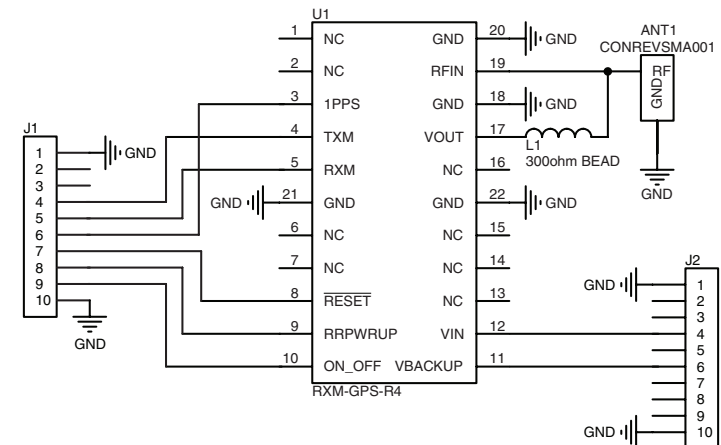 U1
ANT1
CONREVSMA001
1 NC GND 20 GND
2 NC RFIN 19 RF GND
3 1PPS GND 18 GND
J1
4 TXM VOUT 17
L1
300ohm BEAD
1 GND
2
3
4
5
6
7
8
9
10
GND
5 RXM NC 16
GND
GND 21 GND GND 22 GND
6 NC NC 15
7 NC NC 14
8 RESET NC 13
9 RRPWRUP VIN 12
10 ON_OFF VBACKUP 11
RXM-GPS-R4
J2
GND 1
2
3
4
5
6
7
8
9
GND 10